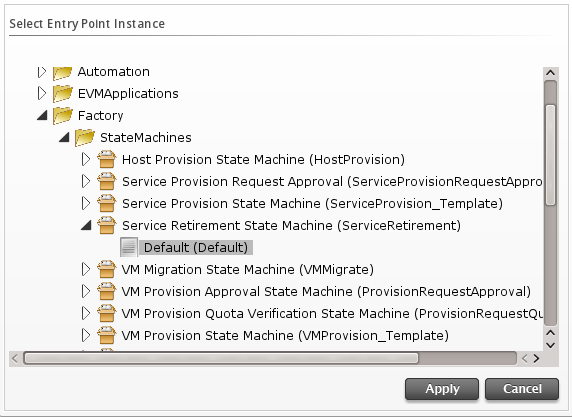 Select Entry Point Instance
Automation
EVMApplications
Factory
StateMachines
Host Provision State Machine (HostProvision)
Service Provision Request Approval (ServiceProvisionRequestAppro
Service Provision State Machine (ServiceProvision_Template)
Service Retirement State Machine (ServiceRetirement)
Default (Default)
VM Migration State Machine (VMMigrate)
VM Provision Approval State Machine (ProvisionRequestApproval)
VM Provision Quota Verification State Machine (ProvisionRequestQu
VM Provision State Machine (VMProvision_Template)
Apply Cancel